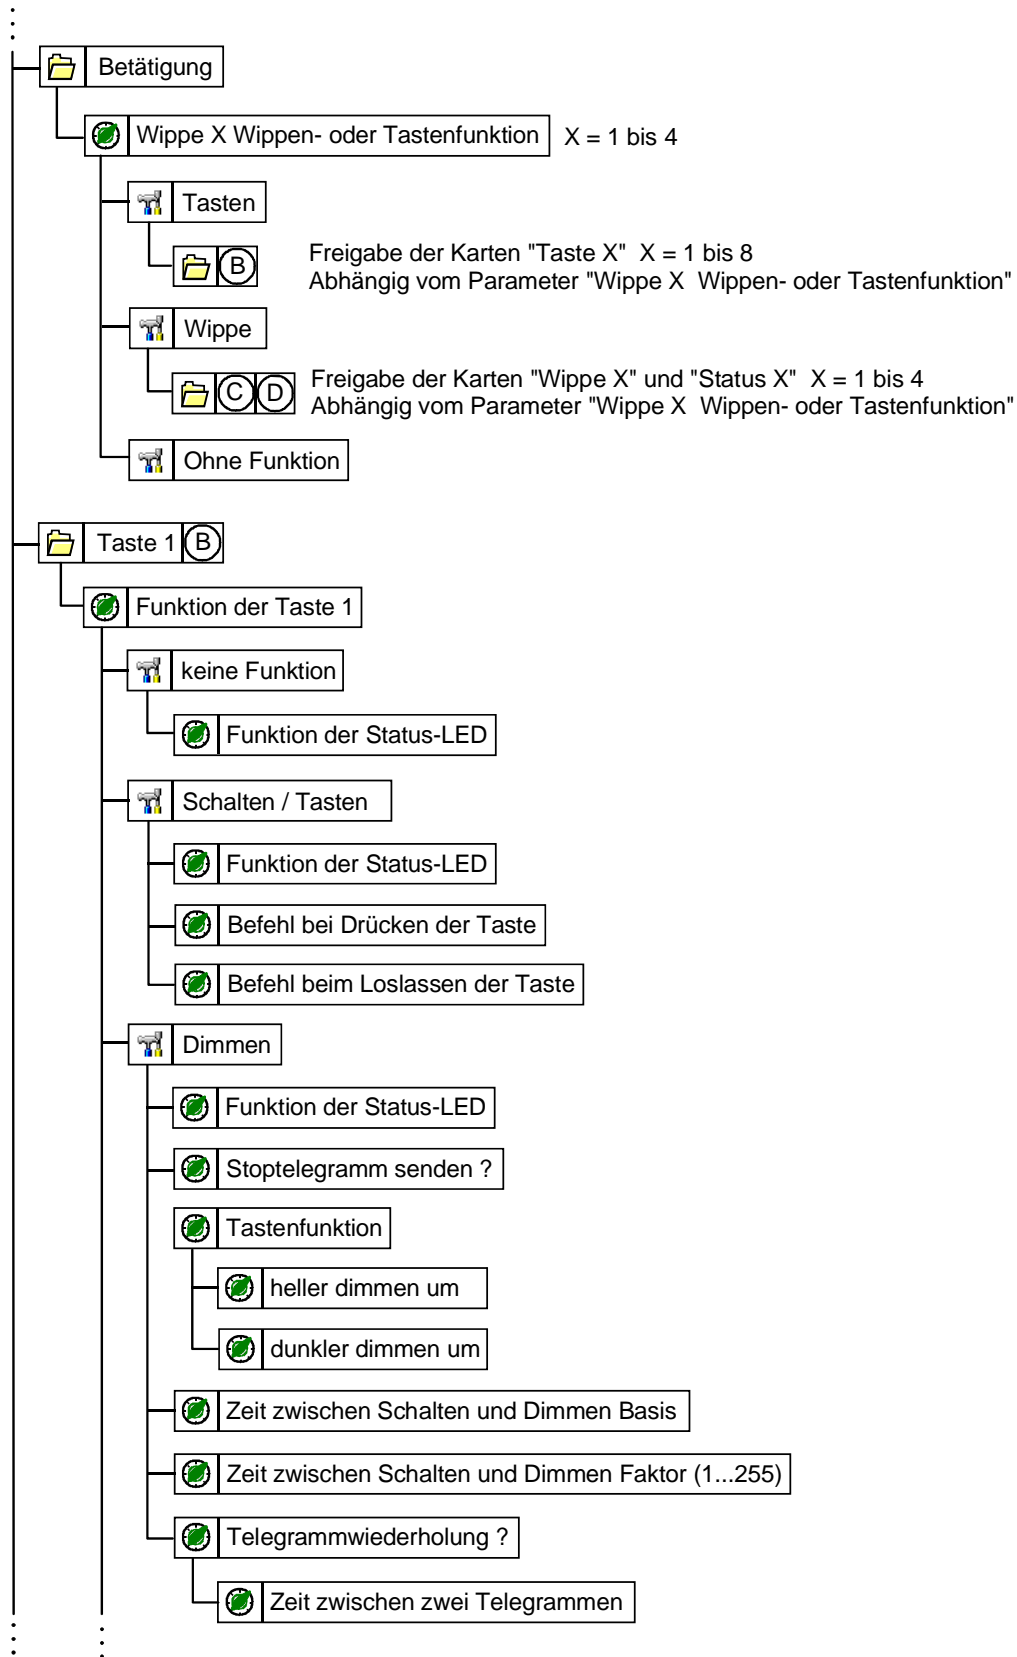 Betätigung
Wippe X Wippen- oder Tastenfunktion X = 1 bis 4
Tasten
B Freigabe der Karten "Taste X" X = 1 bis 8
Abhängig vom Parameter "Wippe X Wippen- oder Tastenfunktion"
Wippe
C D Freigabe der Karten "Wippe X" und "Status X" X = 1 bis 4
Abhängig vom Parameter "Wippe X Wippen- oder Tastenfunktion"
Ohne Funktion
Taste 1 B
Funktion der Taste 1
keine Funktion
Funktion der Status-LED
Schalten / Tasten
Funktion der Status-LED
Befehl bei Drücken der Taste
Befehl beim Loslassen der Taste
Dimmen
Funktion der Status-LED
Stoptelegramm senden ?
Tastenfunktion
heller dimmen um
dunkler dimmen um
Zeit zwischen Schalten und Dimmen Basis
Zeit zwischen Schalten und Dimmen Faktor (1...255)
Telegrammwiederholung ?
Zeit zwischen zwei Telegrammen